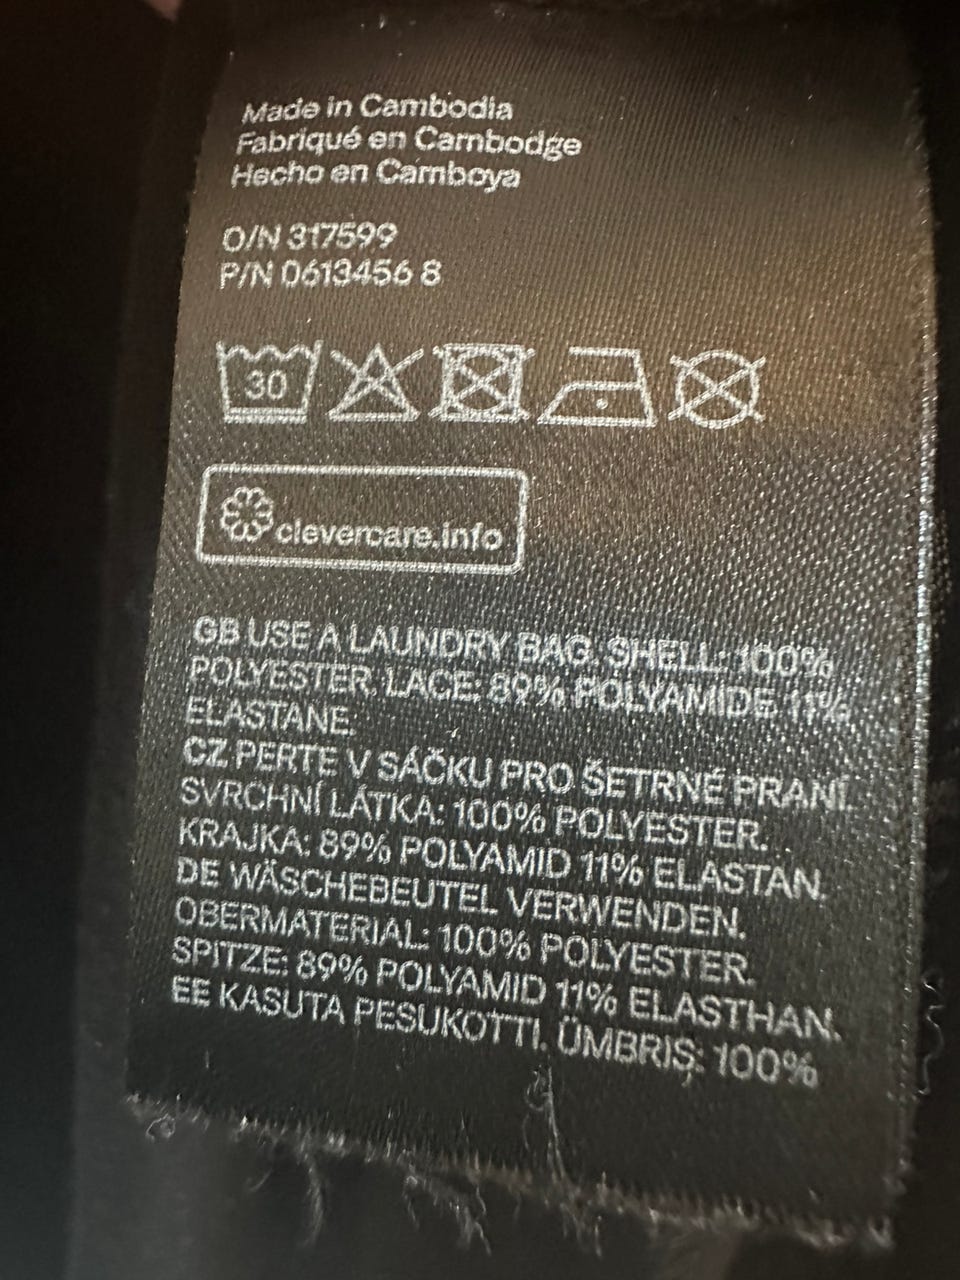 Made in Cambodia
Fabriqué en Cambodge
Hecho en Camboya
O/N 317599
P/N 0613456 8
30
clevercare.info
GB USE A LAUNDRY BAG. SHELL: 100%
POLYESTER. LACE: 89% POLYAMIDE 11%
ELASTANE.
CZ PERTE V SÁČKU PRO ŠETRNÉ PRANÍ.
SVRCHNÍ LÁTKA: 100% POLYESTER.
KRAJKA: 89% POLYAMID 11% ELASTAN.
DE WÄSCHEBEUTEL VERWENDEN.
OBERMATERIAL: 100% POLYESTER.
SPITZE: 89% POLYAMID 11% ELASTHAN.
EE KASUTA PESUKOTTI. ÜMBRIS: 100%